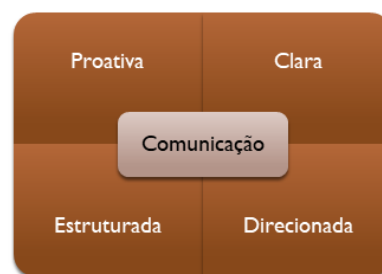 Proativa
Clara
Comunicação
Estruturada
Direcionada